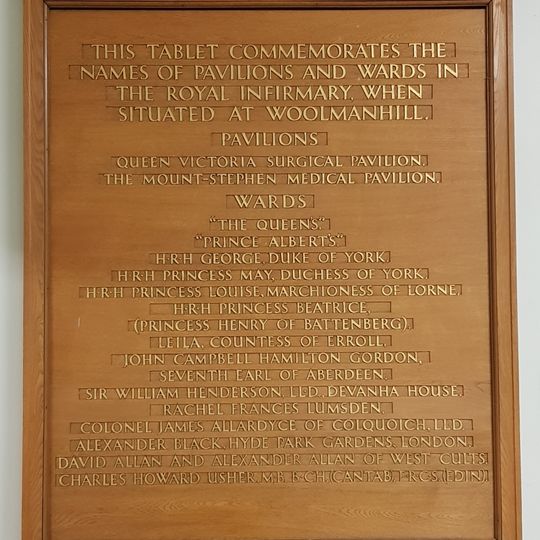 THIS TABLET COMMEMORATES THE
NAMES OF PAVILIONS AND WARDS IN
THE ROYAL INFIRMARY, WHEN
SITUATED AT WOOLMANHILL.
PAVILIONS
QUEEN VICTORIA SURGICAL PAVILION.
THE MOUNT-STEPHEN MEDICAL PAVILION.
WARDS
"THE QUEEN'S."
"PRINCE ALBERT'S."
H·R·H GEORGE, DUKE OF YORK.
H·R·H PRINCESS MAY, DUCHESS OF YORK.
H·R·H PRINCESS LOUISE, MARCHIONESS OF LORNE.
H·R·H PRINCESS BEATRICE,
(PRINCESS HENRY OF BATTENBERG).
LEILA, COUNTESS OF ERROLL.
JOHN CAMPBELL HAMILTON GORDON,
SEVENTH EARL OF ABERDEEN.
SIR WILLIAM HENDERSON, LL.D., DEVANHA HOUSE.
RACHEL FRANCES LUMSDEN.
COLONEL JAMES ALLARDYCE OF COLQUOICH, LL.D.
ALEXANDER BLACK, HYDE PARK GARDENS, LONDON.
DAVID ALLAN AND ALEXANDER ALLAN OF WEST CULTS.
CHARLES HOWARD USHER, M.B., B.CH. (CANTAB.), F.R.C.S. (EDIN).